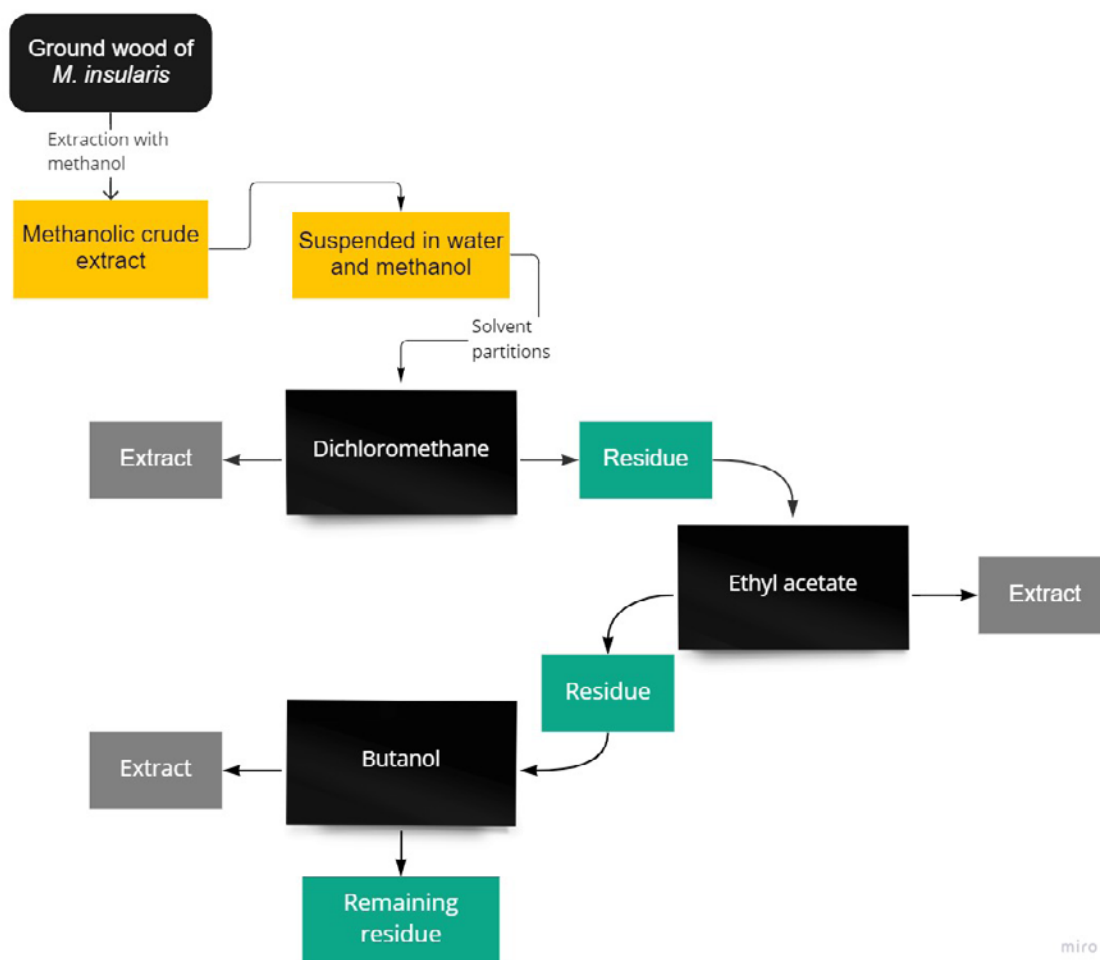 Ground wood of
M. insularis
Extraction with
methanol
Methanolic crude
extract
Suspended in water
and methanol
Solvent
partitions
Dichloromethane
Extract
Residue
Ethyl acetate
Extract
Residue
Butanol
Extract
Remaining
residue
miro